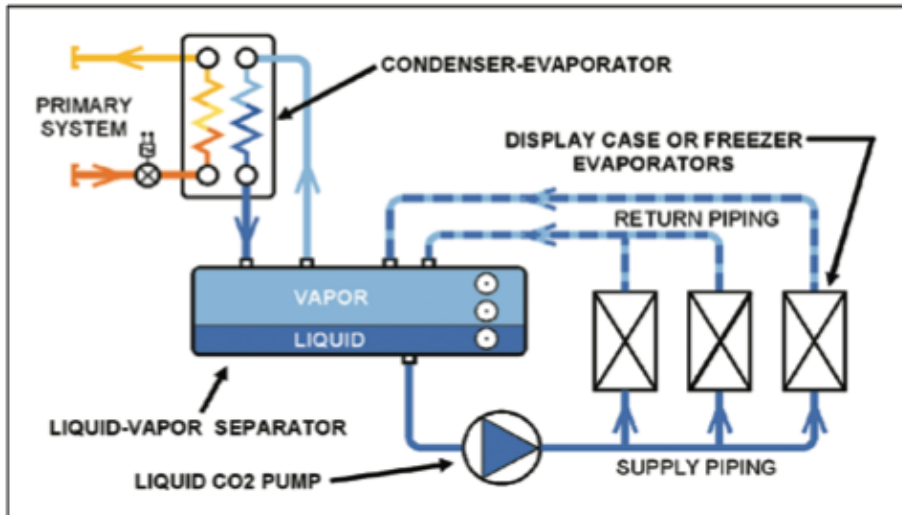 CONDENSER-EVAPORATOR
PRIMARY
SYSTEM
DISPLAY CASE OR FREEZER
EVAPORATORS
RETURN PIPING
VAPOR
LIQUID
LIQUID-VAPOR SEPARATOR
LIQUID CO2 PUMP
SUPPLY PIPING